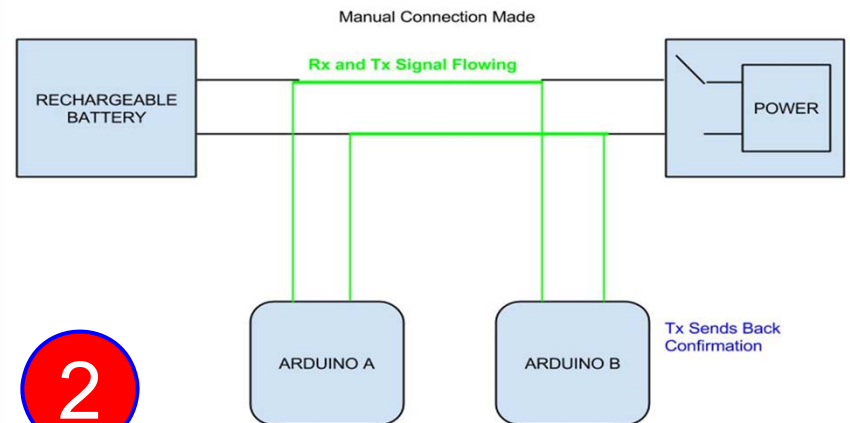 Manual Connection Made
Rx and Tx Signal Flowing
RECHARGEABLE
BATTERY
POWER
ARDUINO A
ARDUINO B
Tx Sends Back
Confirmation
2